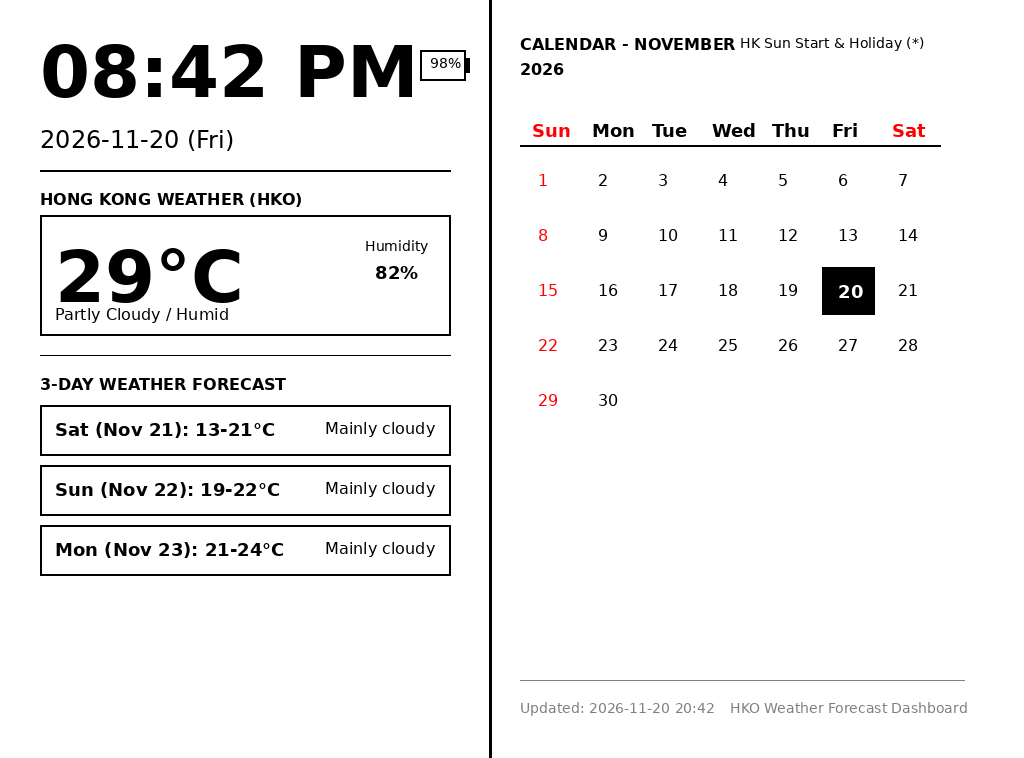 08:42 PM
98%
2026-11-20 (Fri)
HONG KONG WEATHER (HKO)
29°C
Humidity
82%
Partly Cloudy / Humid
3-DAY WEATHER FORECAST
Sat (Nov 21): 13-21°C Mainly cloudy
Sun (Nov 22): 19-22°C Mainly cloudy
Mon (Nov 23): 21-24°C Mainly cloudy
CALENDAR - NOVEMBER HK Sun Start & Holiday (*)
2026
Sun Mon Tue Wed Thu Fri Sat
1 2 3 4 5 6 7
8 9 10 11 12 13 14
15 16 17 18 19 20 21
22 23 24 25 26 27 28
29 30
Updated: 2026-11-20 20:42 HKO Weather Forecast Dashboard